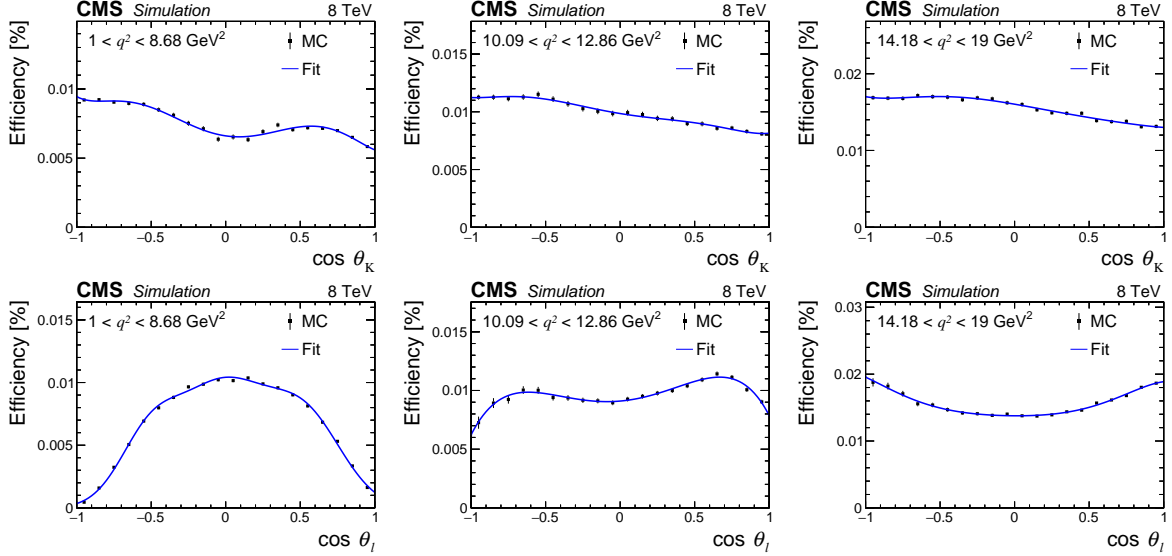 CMS Simulation 8 TeV
1 < q² < 8.68 GeV² MC
Fit
Efficiency [%]
0.01
0.005
0
−1 −0.5 0 0.5 1
cos θK
CMS Simulation 8 TeV
10.09 < q² < 12.86 GeV² MC
Fit
Efficiency [%]
0.015
0.01
0.005
0
−1 −0.5 0 0.5 1
cos θK
CMS Simulation 8 TeV
14.18 < q² < 19 GeV² MC
Fit
Efficiency [%]
0.02
0.01
0
−1 −0.5 0 0.5 1
cos θK
CMS Simulation 8 TeV
1 < q² < 8.68 GeV² MC
Fit
Efficiency [%]
0.015
0.01
0.005
0
−1 −0.5 0 0.5 1
cos θl
CMS Simulation 8 TeV
10.09 < q² < 12.86 GeV² MC
Fit
Efficiency [%]
0.015
0.01
0.005
0
−1 −0.5 0 0.5 1
cos θl
CMS Simulation 8 TeV
14.18 < q² < 19 GeV² MC
Fit
Efficiency [%]
0.03
0.02
0.01
0
−1 −0.5 0 0.5 1
cos θl